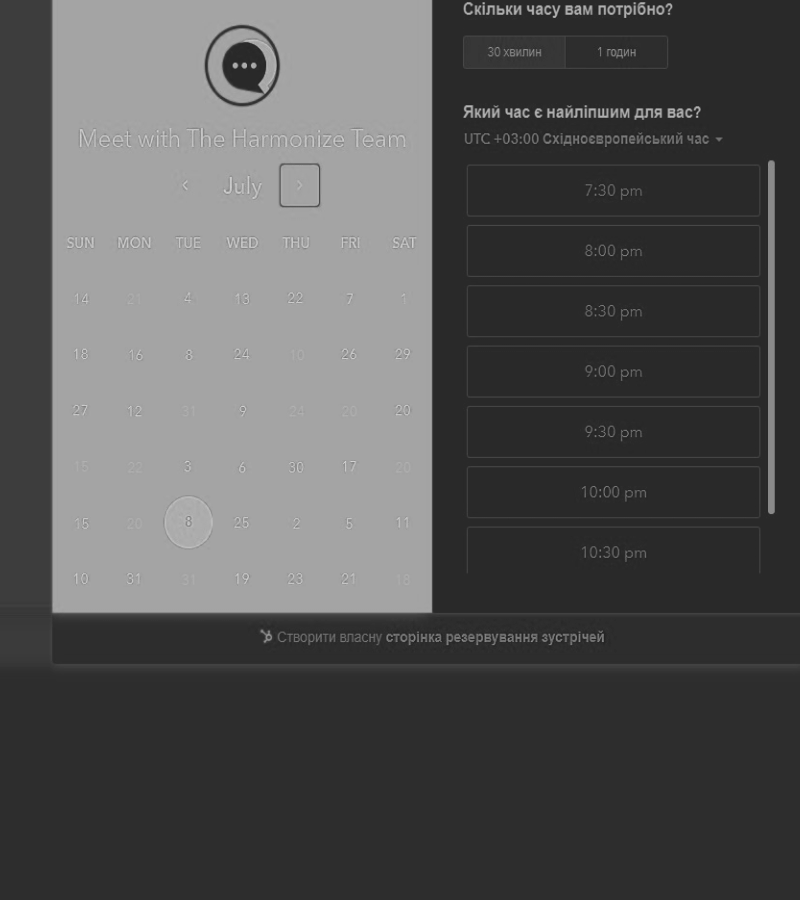 Meet with The Harmonize Team
July
SUN MON TUE WED THU FRI SAT
14 21 4 13 22 7 1
18 16 8 24 10 26 29
27 12 31 9 24 20 20
15 22 3 6 30 17 20
15 20 8 25 2 5 11
10 31 31 19 23 21 18
Скільки часу вам потрібно?
30 хвилин 1 годин
Який час є найліпшим для вас?
UTC +03:00 Східноєвропейський час
7:30 pm
8:00 pm
8:30 pm
9:00 pm
9:30 pm
10:00 pm
10:30 pm
Створити власну сторінка резервування зустрічей